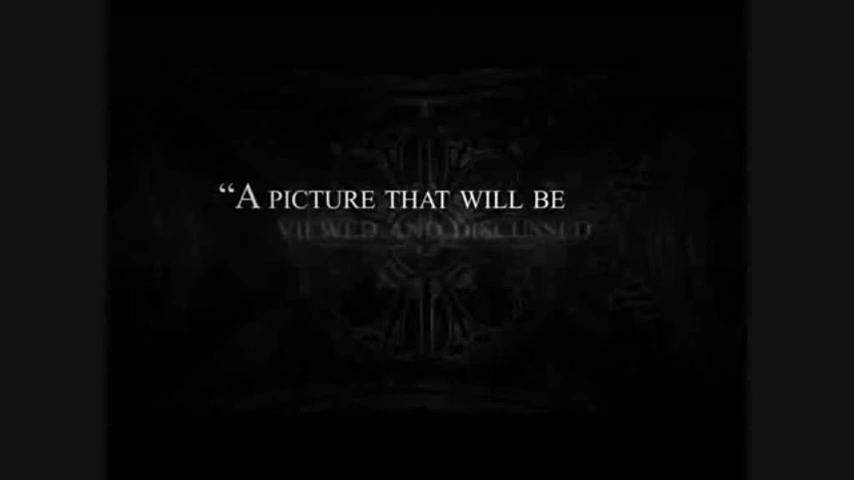 “A PICTURE THAT WILL BE
VIEWED AND DISCUSSED